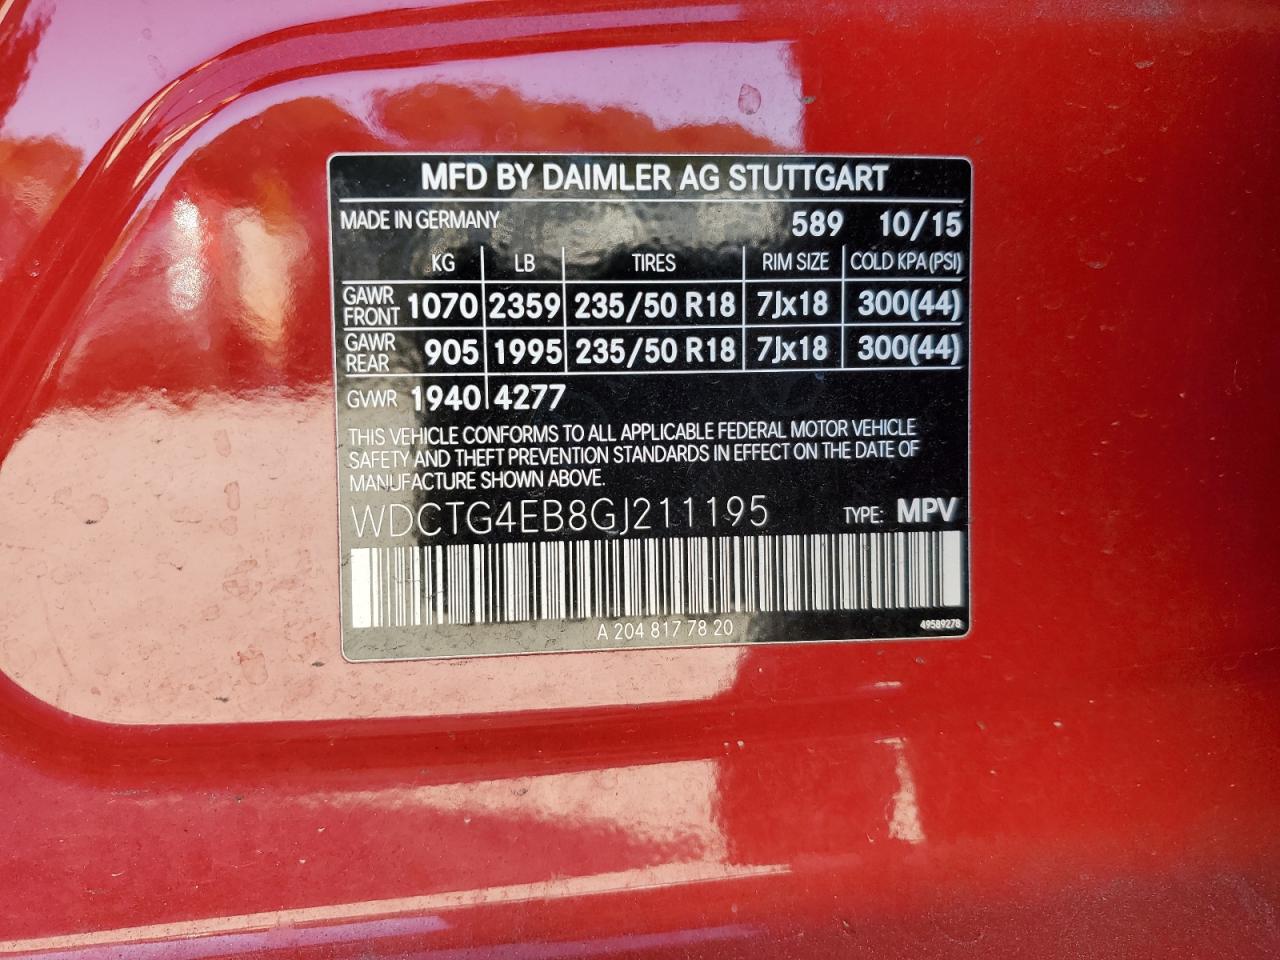 MFD BY DAIMLER AG STUTTGART
MADE IN GERMANY 589 10/15
KG LB TIRES RIM SIZE COLD KPA(PSI)
GAWR FRONT 1070 2359 235/50 R18 7Jx18 300(44)
GAWR REAR 905 1995 235/50 R18 7Jx18 300(44)
GVWR 1940 4277
THIS VEHICLE CONFORMS TO ALL APPLICABLE FEDERAL MOTOR VEHICLE
SAFETY AND THEFT PREVENTION STANDARDS IN EFFECT ON THE DATE OF
MANUFACTURE SHOWN ABOVE.
WDCTG4EB8GJ211195 TYPE: MPV
A 204 817 78 20 49589278